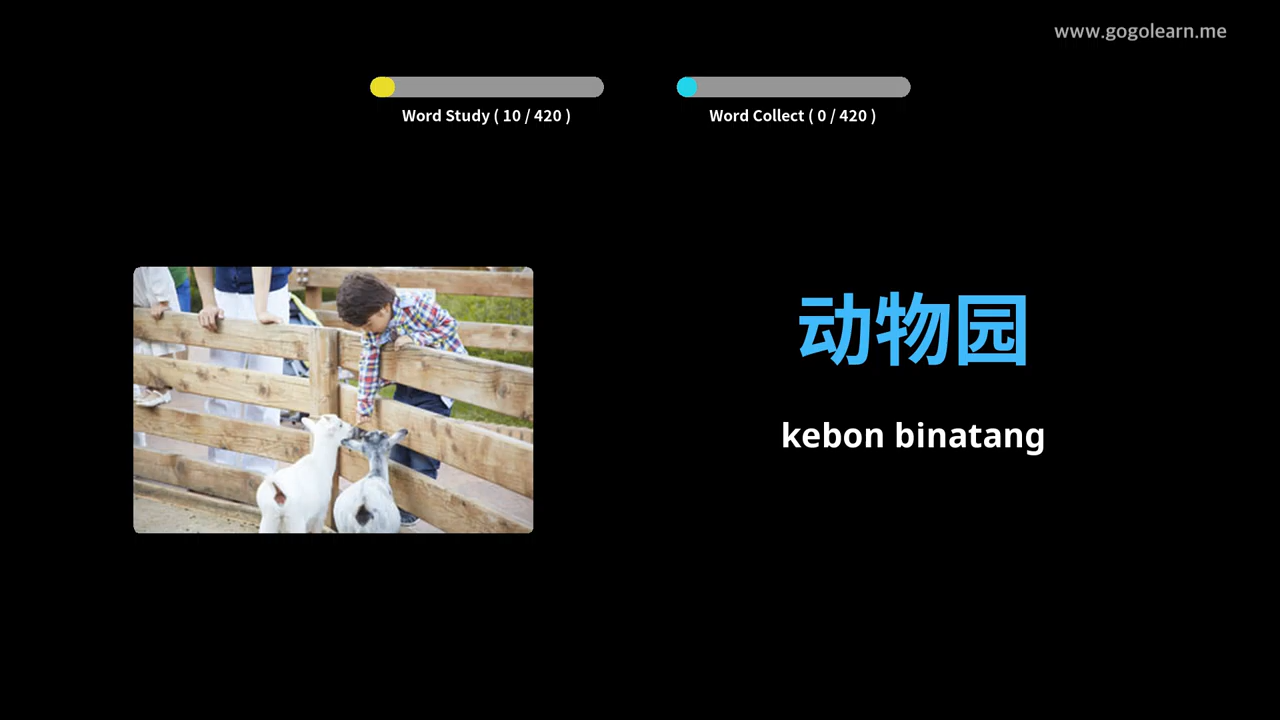 www.gogolearn.me
Word Study ( 10 / 420 )
Word Collect ( 0 / 420 )
动物园
kebon binatang